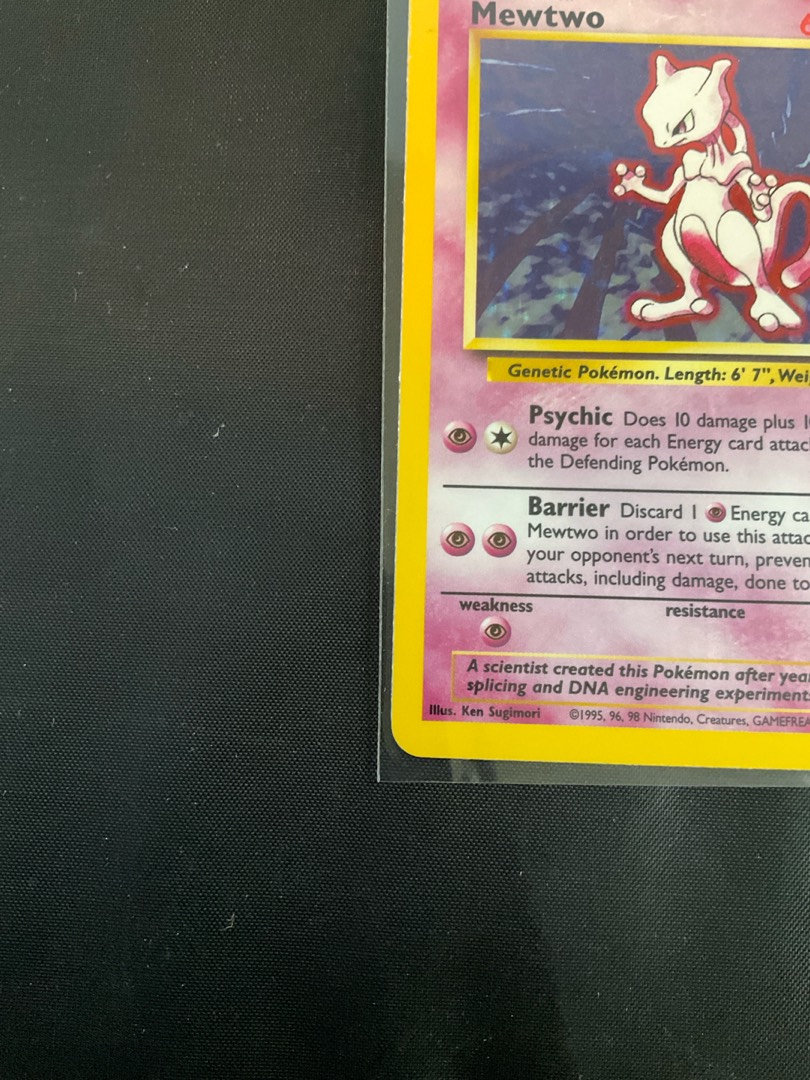 Mewtwo
Genetic Pokémon. Length: 6' 7", Wei
Psychic Does 10 damage plus 1
damage for each Energy card attac
the Defending Pokémon.
Barrier Discard 1 Energy ca
Mewtwo in order to use this attac
your opponent's next turn, preven
attacks, including damage, done to
weakness resistance
A scientist created this Pokémon after yea
splicing and DNA engineering experiment
Illus. Ken Sugimori ©1995, 96, 98 Nintendo, Creatures, GAMEFREA